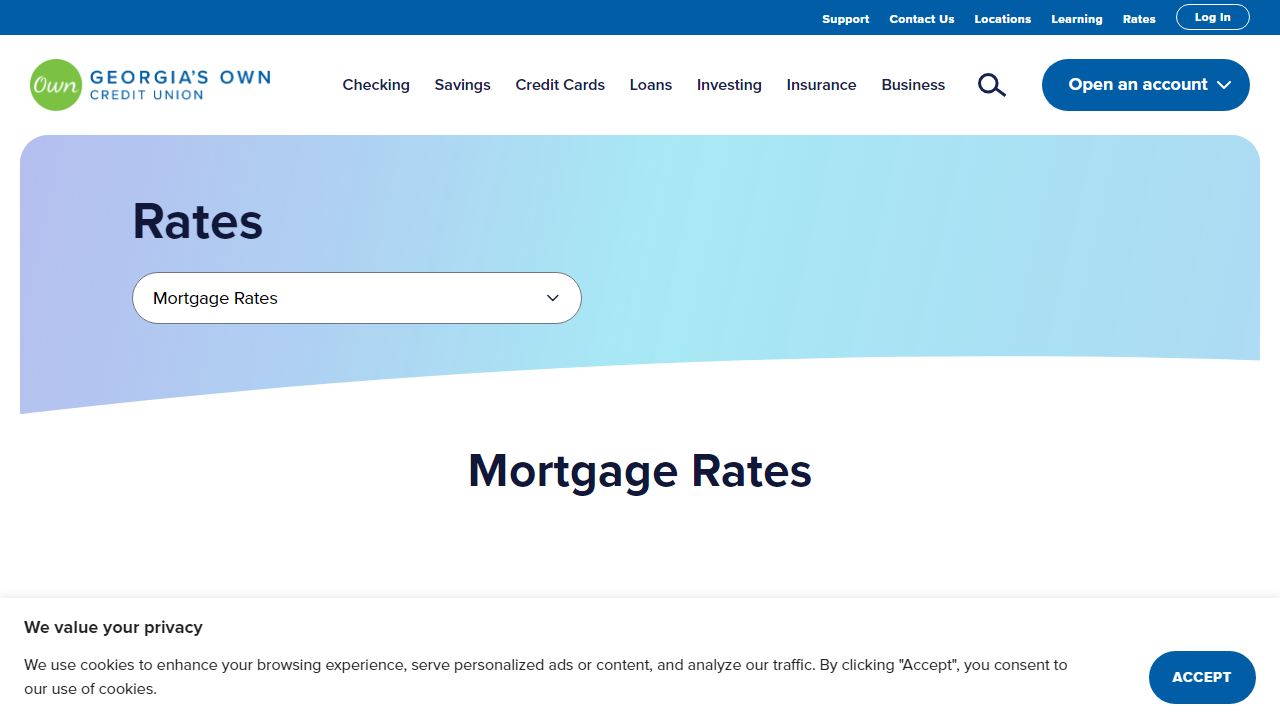 Support Contact Us Locations Learning Rates Log In
Own GEORGIA'S OWN
CREDIT UNION
Checking Savings Credit Cards Loans Investing Insurance Business Open an account
Rates
Mortgage Rates
Mortgage Rates
We value your privacy
We use cookies to enhance your browsing experience, serve personalized ads or content, and analyze our traffic. By clicking "Accept", you consent to
our use of cookies.
ACCEPT